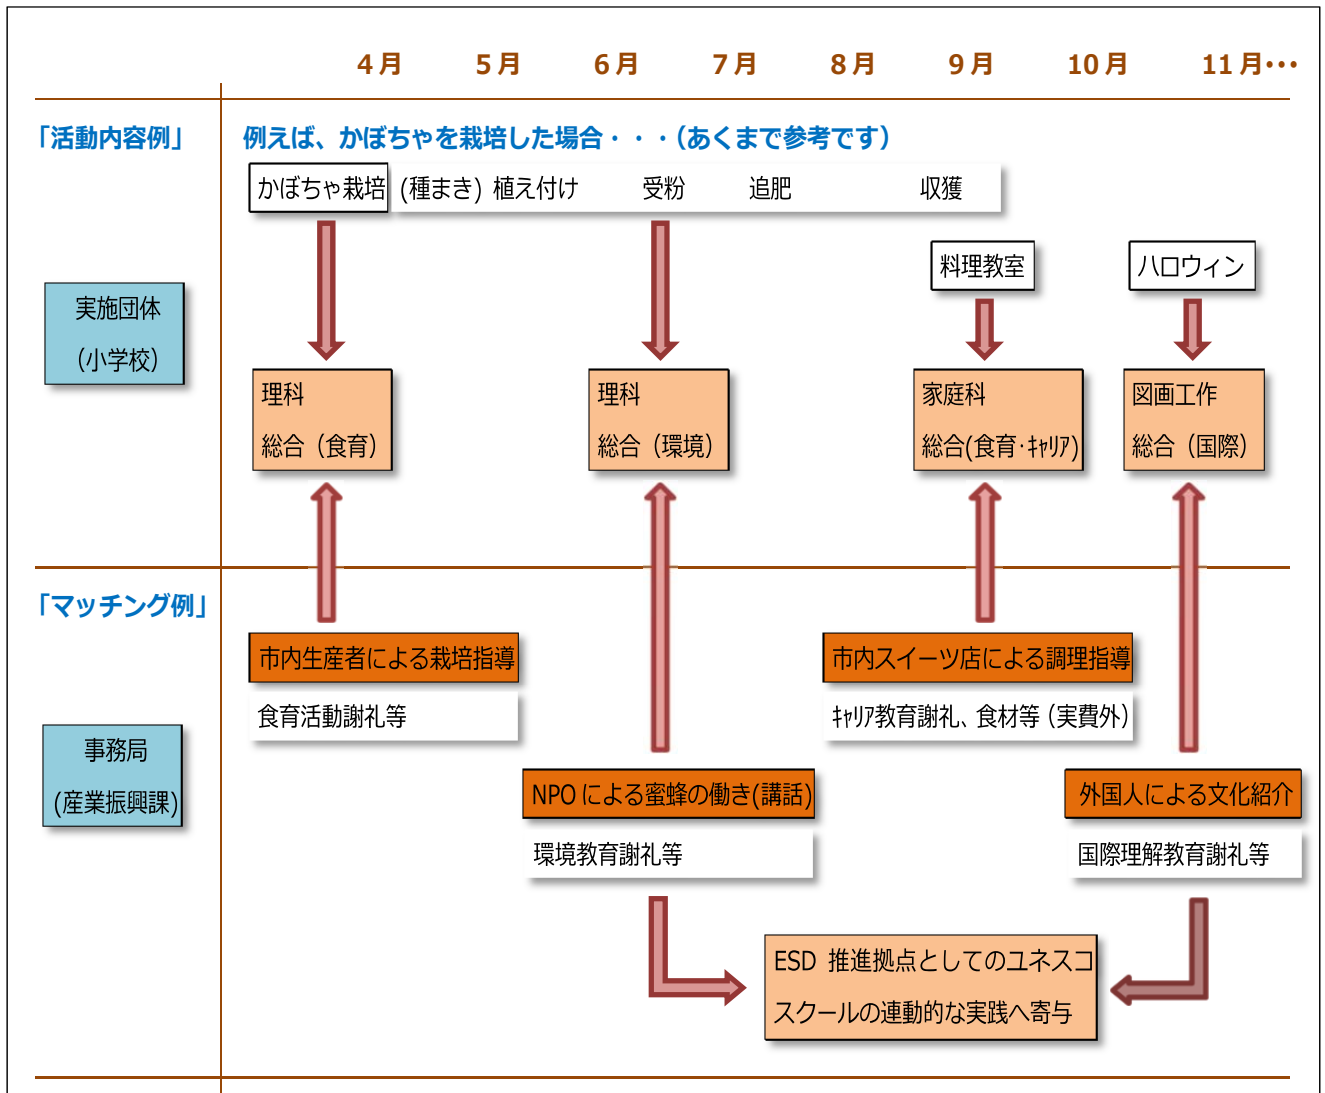 4月 5月 6月 7月 8月 9月 10月 11月・・・
「活動内容例」
例えば、かぼちゃを栽培した場合・・・（あくまで参考です）
かぼちゃ栽培 (種まき) 植え付け 受粉 追肥 収獲
料理教室 ハロウィン
実施団体
（小学校）
理科
総合（食育）
理科
総合（環境）
家庭科
総合(食育・ｷｬﾘｱ)
図画工作
総合（国際）
「マッチング例」
市内生産者による栽培指導
食育活動謝礼等
市内スイーツ店による調理指導
ｷｬﾘｱ教育謝礼、食材等（実費外）
事務局
(産業振興課)
NPOによる蜜蜂の働き(講話)
環境教育謝礼等
外国人による文化紹介
国際理解教育謝礼等
ESD 推進拠点としてのユネスコ
スクールの連動的な実践へ寄与